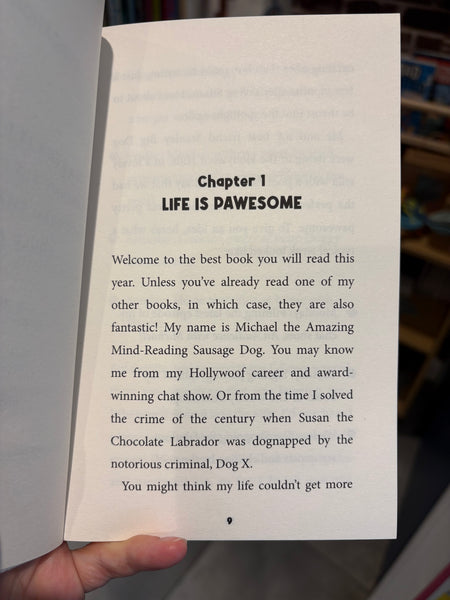 Chapter 1
LIFE IS PAWESOME
Welcome to the best book you will read this
year. Unless you've already read one of my
other books, in which case, they are also
fantastic! My name is Michael the Amazing
Mind-Reading Sausage Dog. You may know
me from my Hollywoof career and award-
winning chat show. Or from the time I solved
the crime of the century when Susan the
Chocolate Labrador was dognapped by the
notorious criminal, Dog X.
You might think my life couldn't get more
9